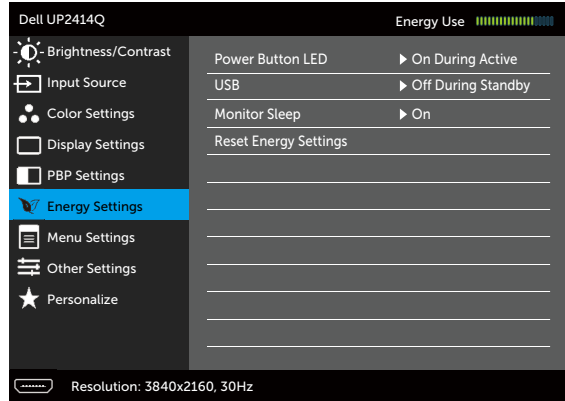 Dell UP2414Q
Energy Use
Brightness/Contrast
Input Source
Color Settings
Display Settings
PBP Settings
Energy Settings
Menu Settings
Other Settings
Personalize
Power Button LED On During Active
USB Off During Standby
Monitor Sleep On
Reset Energy Settings
Resolution: 3840x2160, 30Hz